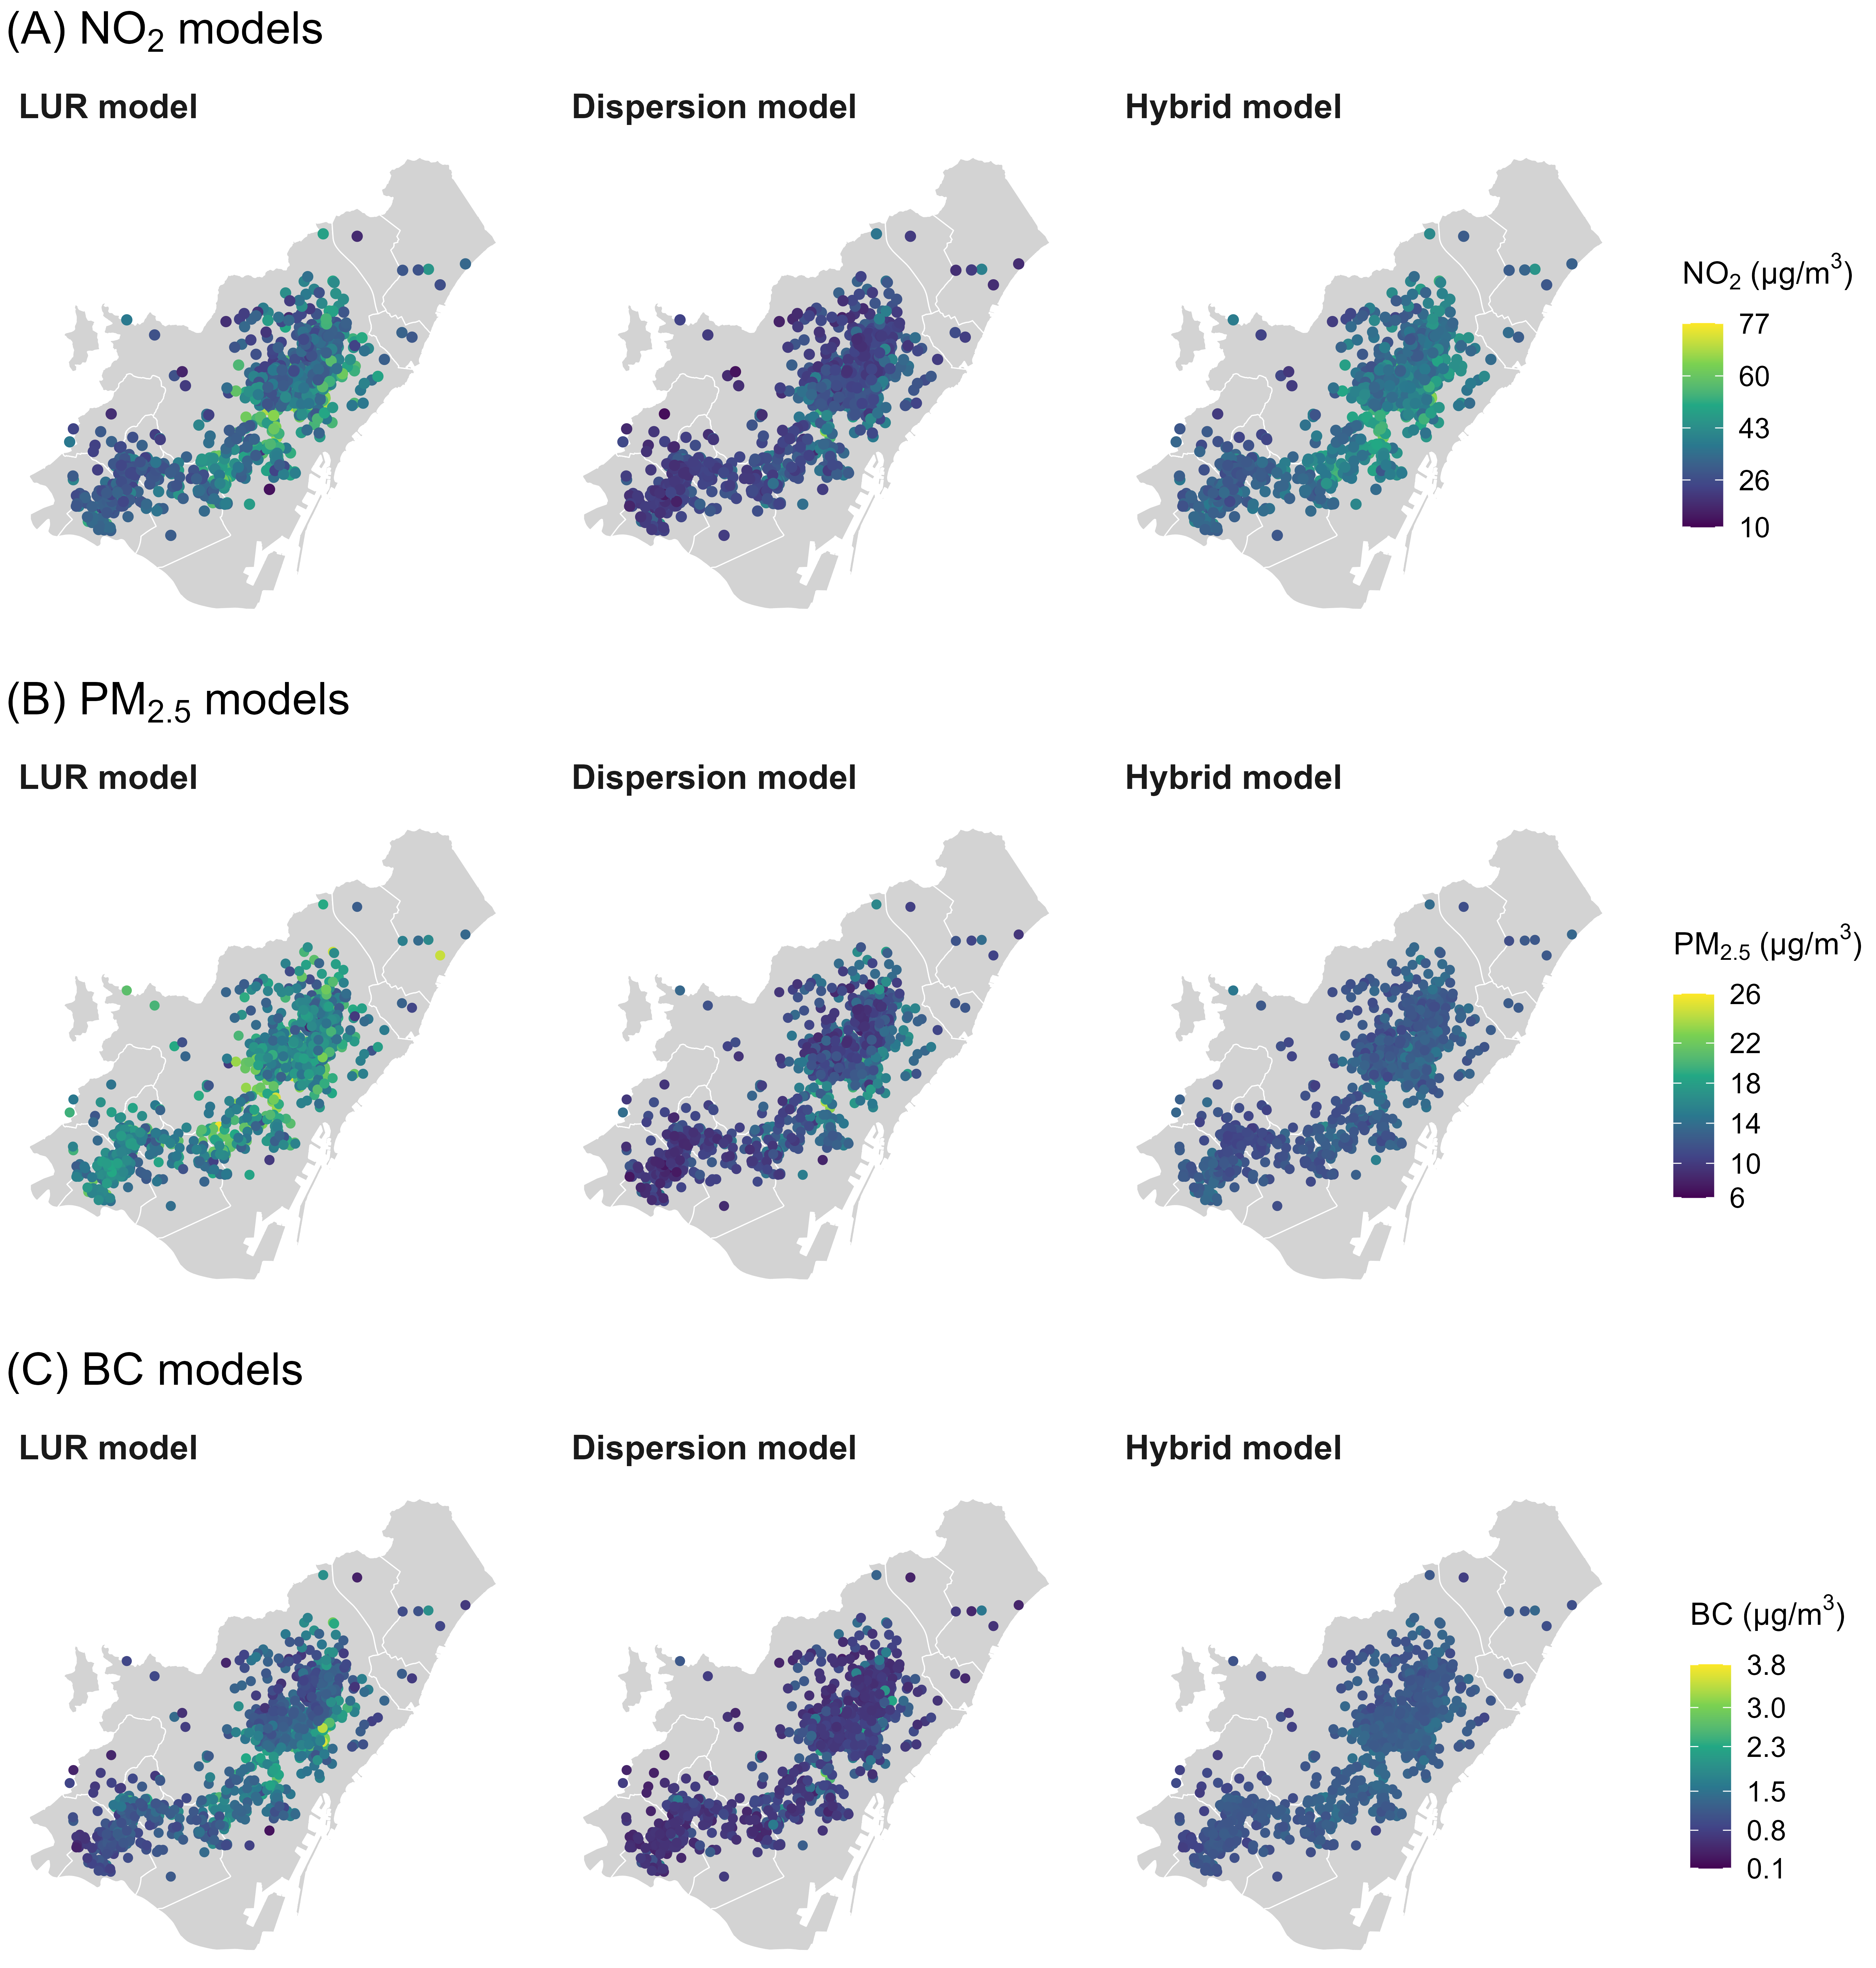 (A) NO₂ models
LUR model
Dispersion model
Hybrid model
NO₂ (µg/m³)
77
60
43
26
10
(B) PM₂.₅ models
LUR model
Dispersion model
Hybrid model
PM₂.₅ (µg/m³)
26
22
18
14
10
6
(C) BC models
LUR model
Dispersion model
Hybrid model
BC (µg/m³)
3.8
3.0
2.3
1.5
0.8
0.1